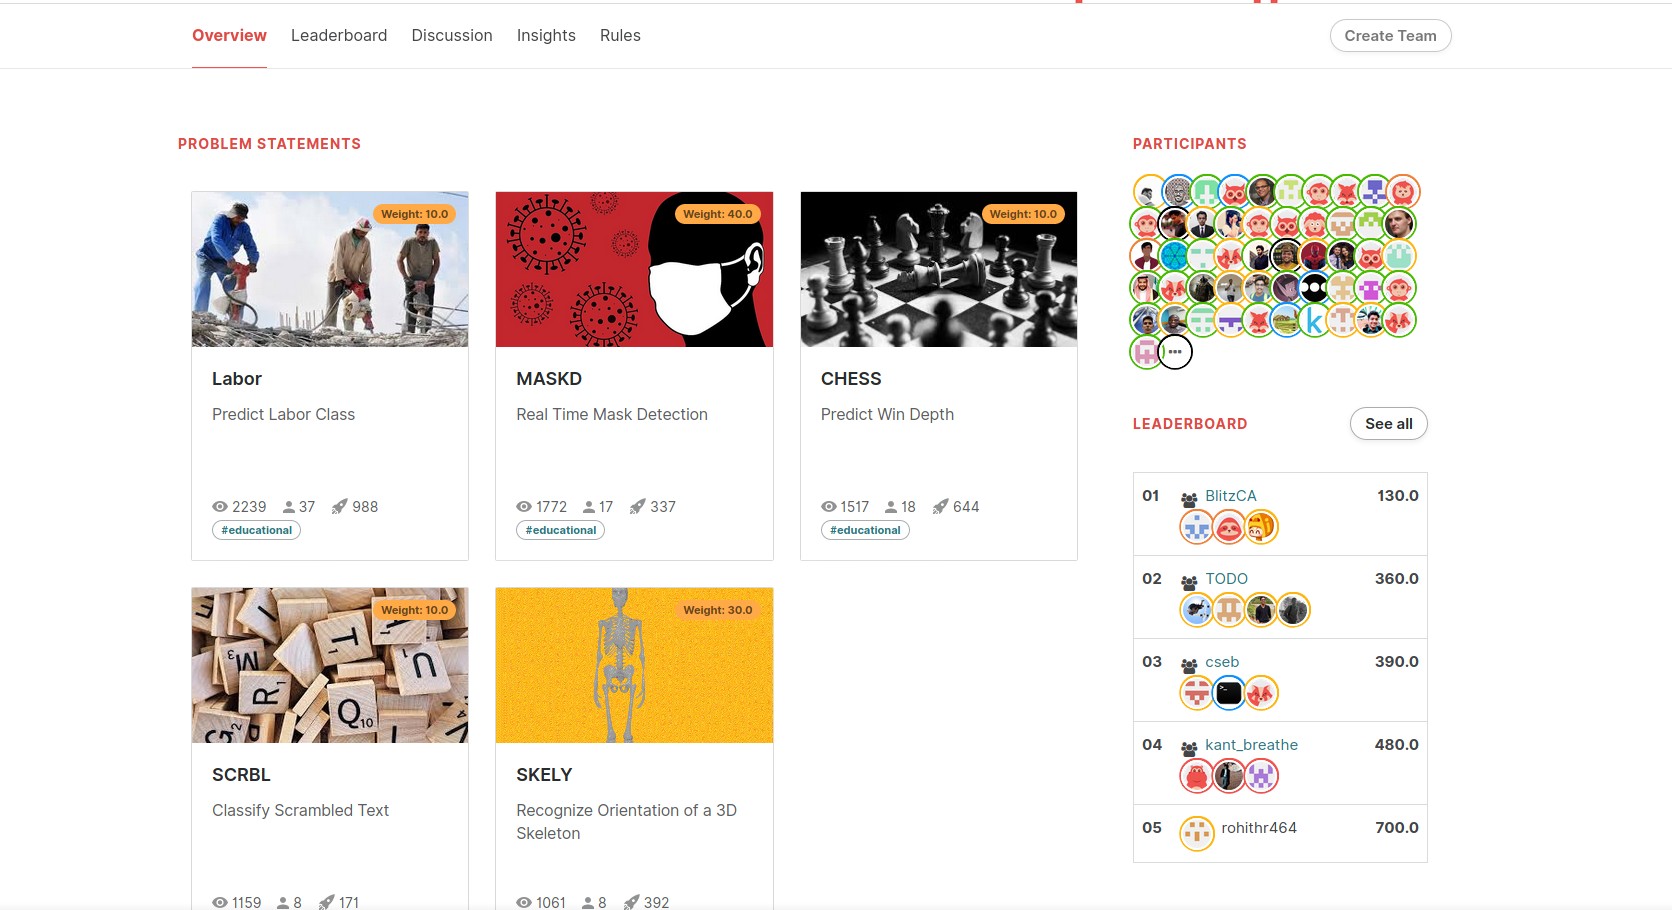 Overview Leaderboard Discussion Insights Rules Create Team
PROBLEM STATEMENTS
Weight: 10.0
Labor
Predict Labor Class
2239 37 988
#educational
Weight: 40.0
MASKD
Real Time Mask Detection
1772 17 337
#educational
Weight: 10.0
CHESS
Predict Win Depth
1517 18 644
#educational
Weight: 10.0
SCRBL
Classify Scrambled Text
1159 8 171
Weight: 30.0
SKELY
Recognize Orientation of a 3D
Skeleton
1061 8 392
PARTICIPANTS
k
LEADERBOARD See all
01 BlitzCA 130.0
02 TODO 360.0
03 cseb 390.0
04 kant_breathe 480.0
05 rohithr464 700.0